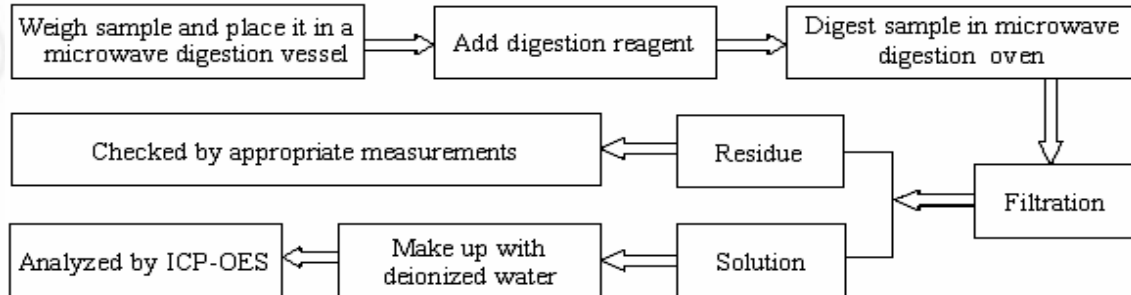 Weigh sample and place it in a
microwave digestion vessel
Add digestion reagent
Digest sample in microwave
digestion oven
Checked by appropriate measurements
Residue
Filtration
Analyzed by ICP-OES
Make up with
deionized water
Solution